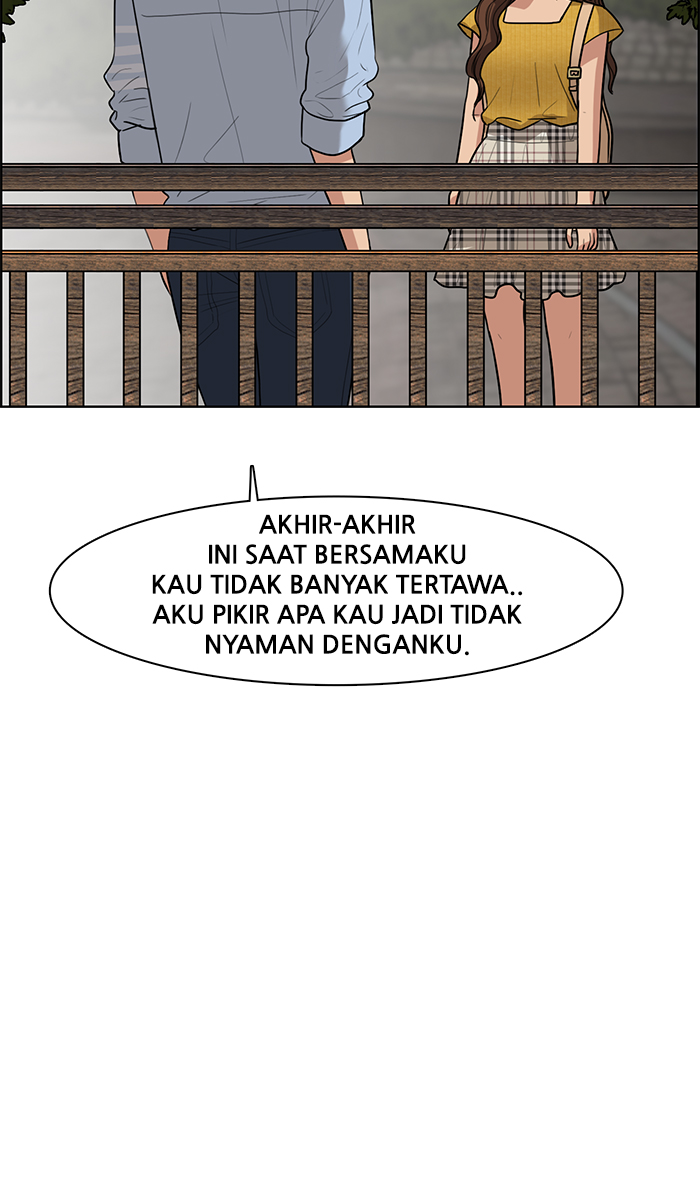 AKHIR-AKHIR
INI SAAT BERSAMAKU
KAU TIDAK BANYAK TERTAWA..
AKU PIKIR APA KAU JADI TIDAK
NYAMAN DENGANKU.